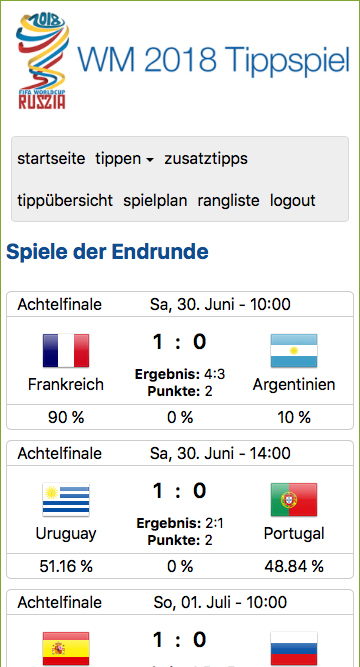 2018
FIFA WORLDCUP
RUSZIA
WM 2018 Tippspiel
startseite tippen zusatztipps
tippübersicht spielplan rangliste logout
Spiele der Endrunde
Achtelfinale Sa, 30. Juni - 10:00
1 : 0
Ergebnis: 4:3
Frankreich Argentinien
Punkte: 2
90 % 0 % 10 %
Achtelfinale Sa, 30. Juni - 14:00
1 : 0
Ergebnis: 2:1
Uruguay Portugal
Punkte: 2
51.16 % 0 % 48.84 %
Achtelfinale So, 01. Juli - 10:00
1 : 0